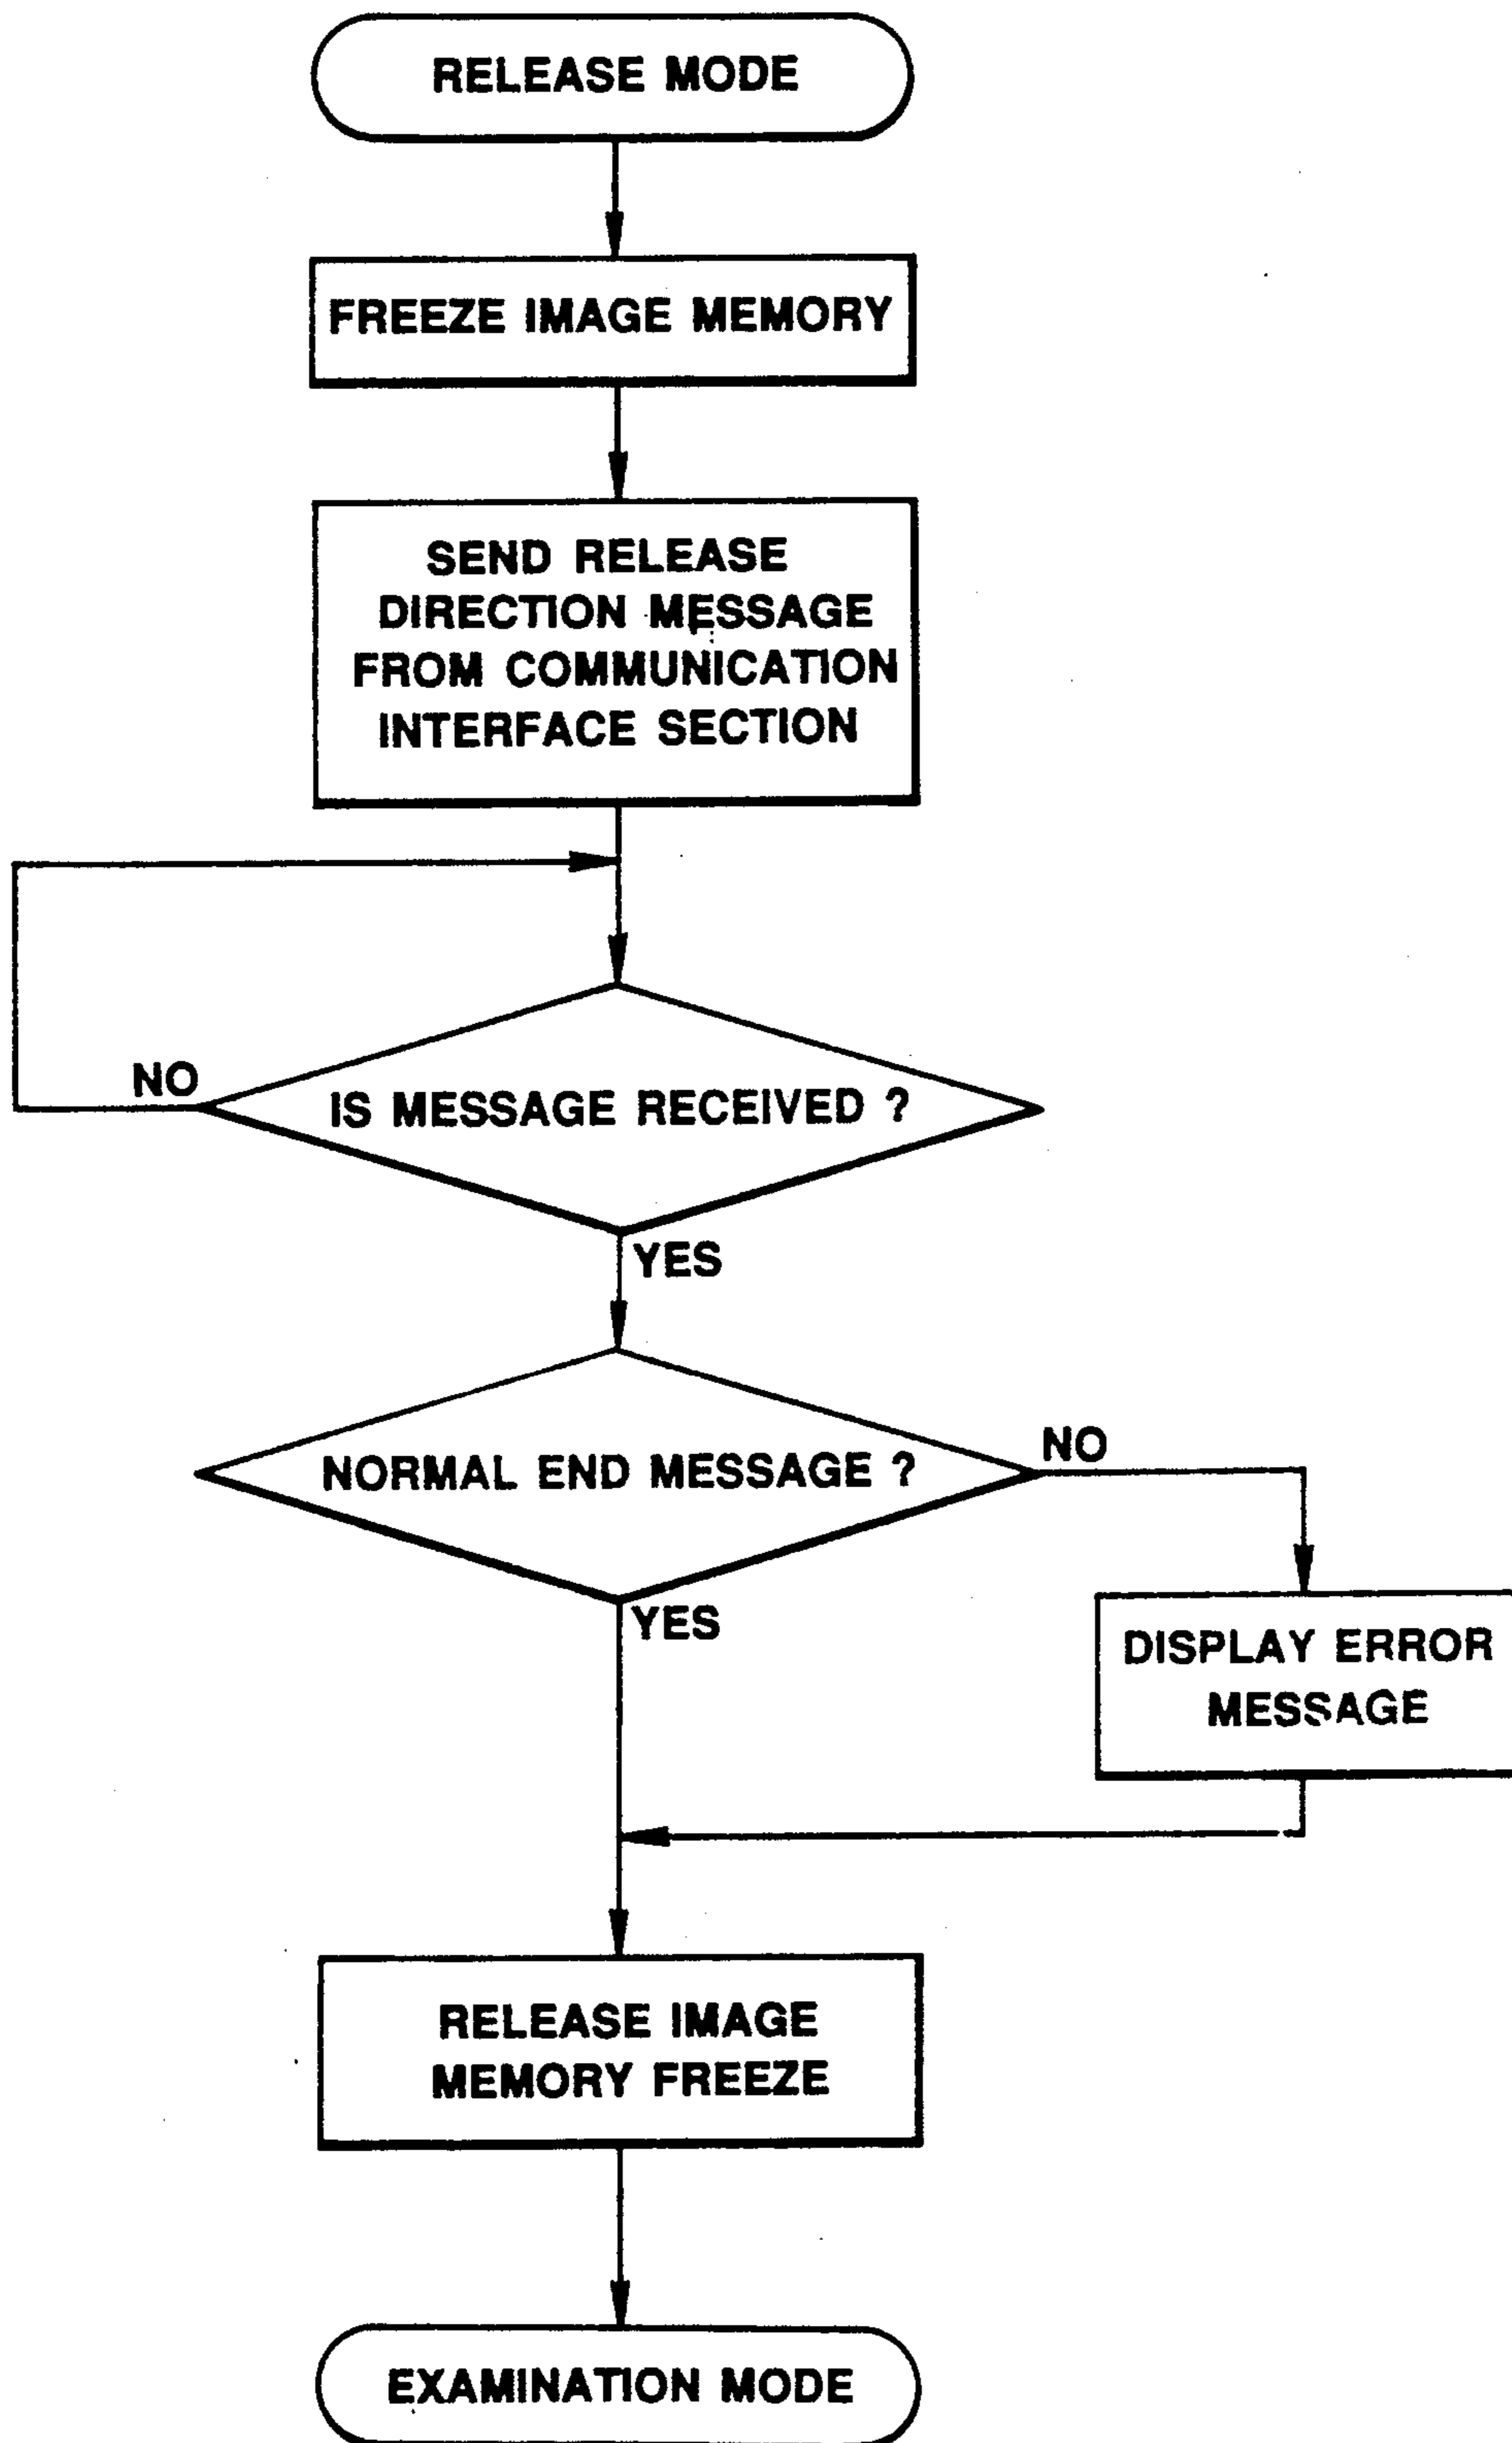 RELEASE MODE
FREEZE IMAGE MEMORY
SEND RELEASE
DIRECTION MESSAGE
FROM COMMUNICATION
INTERFACE SECTION
NO
IS MESSAGE RECEIVED ?
YES
NO
NORMAL END MESSAGE ?
YES
DISPLAY ERROR
MESSAGE
RELEASE IMAGE
MEMORY FREEZE
EXAMINATION MODE